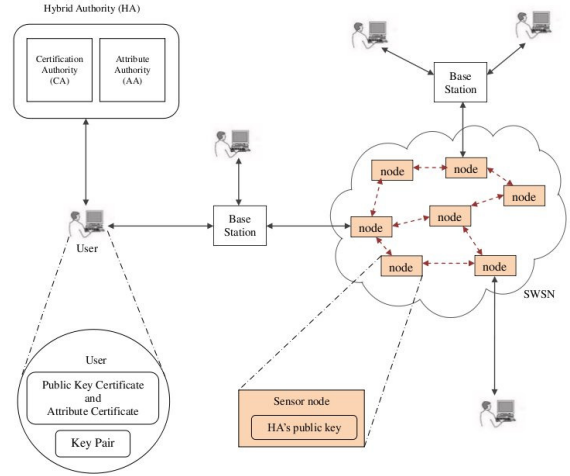 Hybrid Authority (HA)
Certification
Authority
(CA)
Attribute
Authority
(AA)
Base
Station
node
node
node
node
node
node
node
SWSN
Base
Station
User
User
Public Key Certificate
and
Attribute Certificate
Key Pair
Sensor node
HA's public key